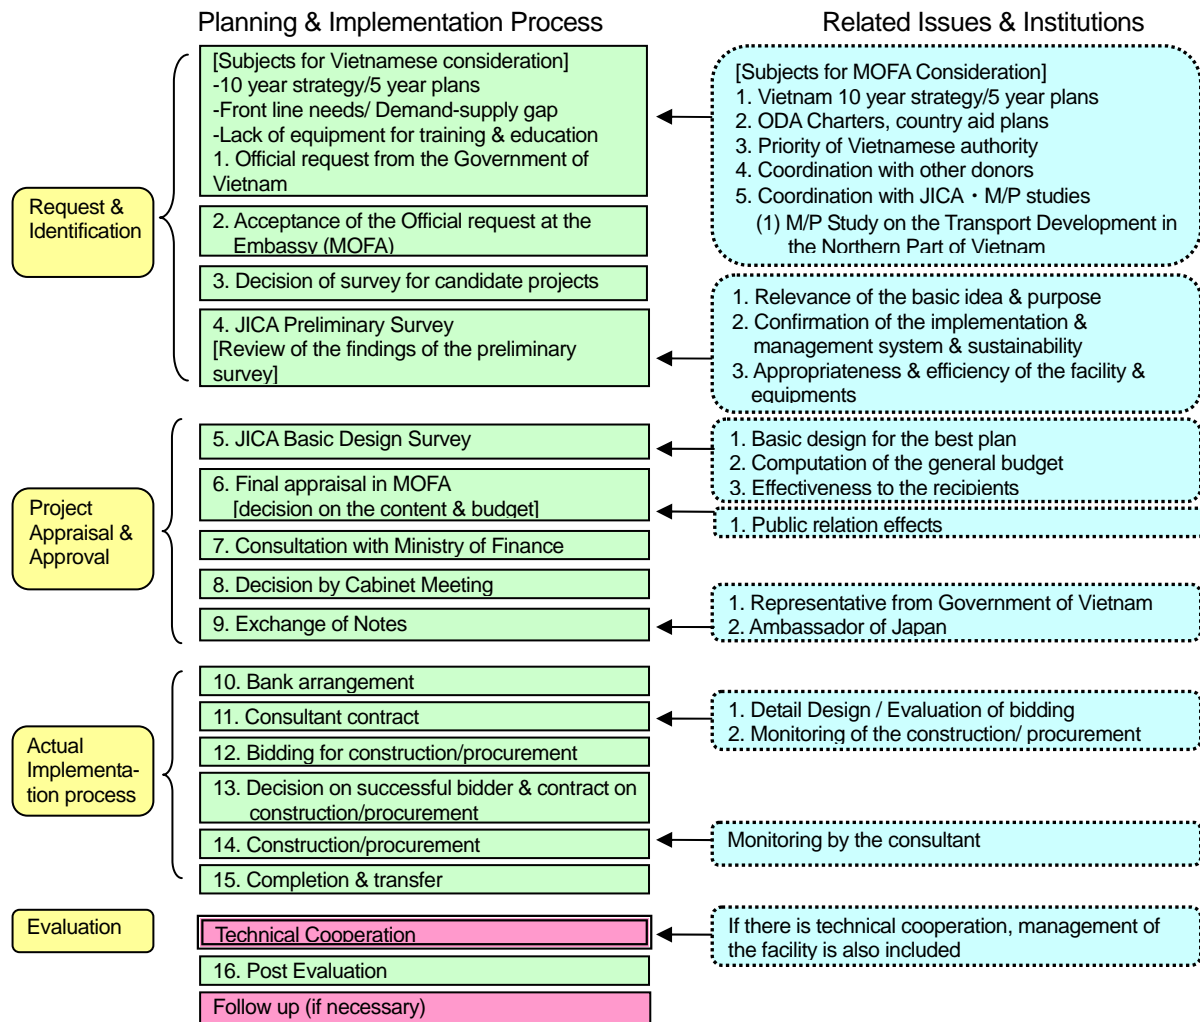 Planning & Implementation Process
Related Issues & Institutions
Request &
Identification
[Subjects for Vietnamese consideration]
-10 year strategy/5 year plans
-Front line needs/ Demand-supply gap
-Lack of equipment for training & education
1. Official request from the Government of
Vietnam
[Subjects for MOFA Consideration]
1. Vietnam 10 year strategy/5 year plans
2. ODA Charters, country aid plans
3. Priority of Vietnamese authority
4. Coordination with other donors
5. Coordination with JICA・M/P studies
(1) M/P Study on the Transport Development in
the Northern Part of Vietnam
2. Acceptance of the Official request at the
Embassy (MOFA)
3. Decision of survey for candidate projects
4. JICA Preliminary Survey
[Review of the findings of the preliminary
survey]
1. Relevance of the basic idea & purpose
2. Confirmation of the implementation &
management system & sustainability
3. Appropriateness & efficiency of the facility &
equipments
Project
Appraisal &
Approval
5. JICA Basic Design Survey
1. Basic design for the best plan
2. Computation of the general budget
3. Effectiveness to the recipients
6. Final appraisal in MOFA
[decision on the content & budget]
1. Public relation effects
7. Consultation with Ministry of Finance
8. Decision by Cabinet Meeting
9. Exchange of Notes
1. Representative from Government of Vietnam
2. Ambassador of Japan
Actual
Implementa-
tion process
10. Bank arrangement
11. Consultant contract
1. Detail Design / Evaluation of bidding
2. Monitoring of the construction/ procurement
12. Bidding for construction/procurement
13. Decision on successful bidder & contract on
construction/procurement
14. Construction/procurement
Monitoring by the consultant
15. Completion & transfer
Evaluation
Technical Cooperation
If there is technical cooperation, management of
the facility is also included
16. Post Evaluation
Follow up (if necessary)